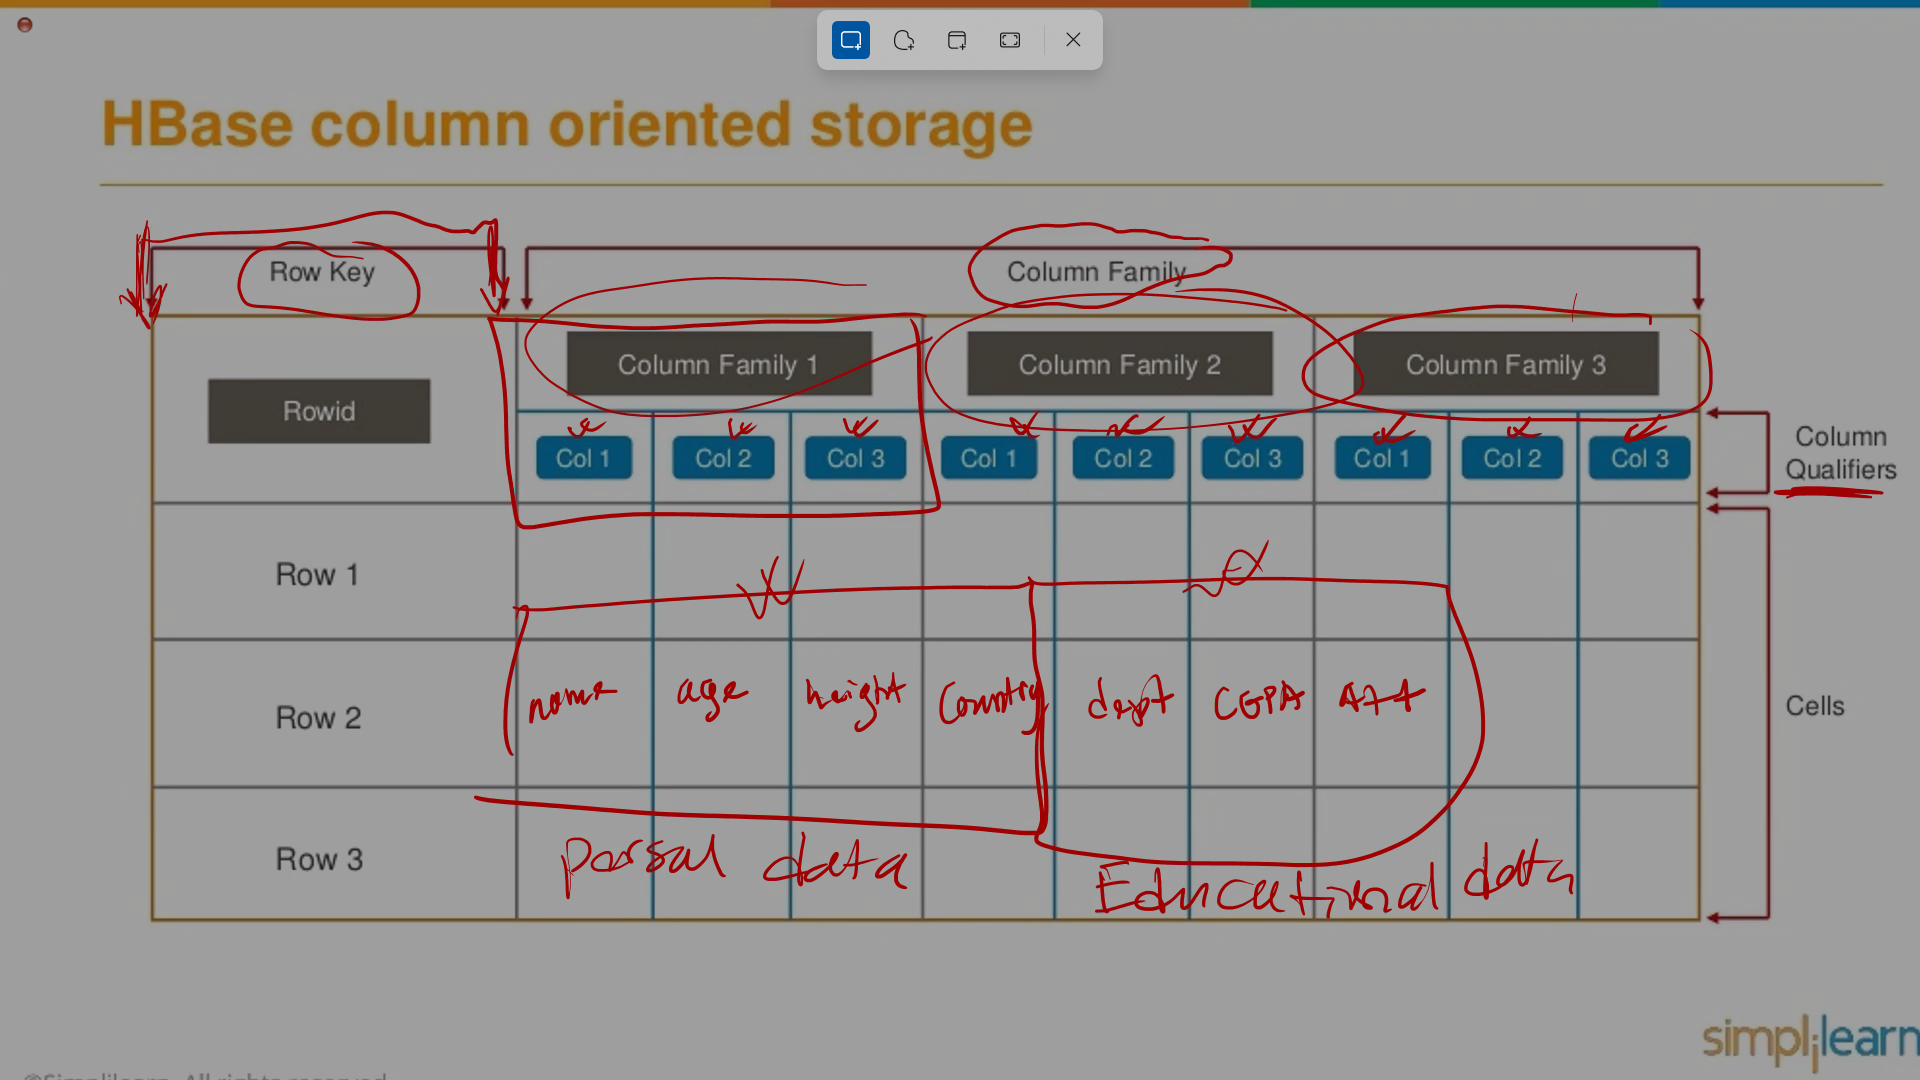 HBase column oriented storage
Row Key
Column Family
Column Family 1
Column Family 2
Column Family 3
Rowid
Col 1
Col 2
Col 3
Col 1
Col 2
Col 3
Col 1
Col 2
Col 3
Column
Qualifiers
Row 1
Row 2
name age height Country dept CGPA Att
Cells
Row 3
persal data
Educational data
simplilearn
©Simplilearn. All rights reserved